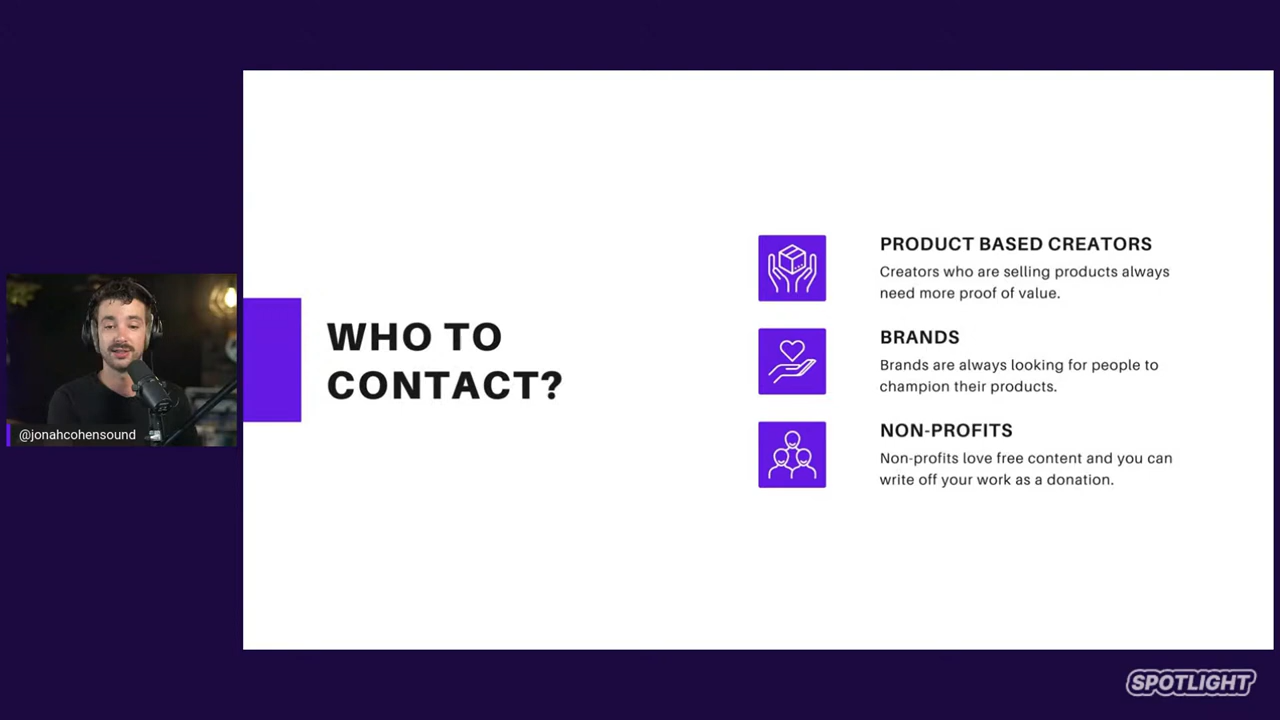 @jonahcohensound
WHO TO
CONTACT?
PRODUCT BASED CREATORS
Creators who are selling products always
need more proof of value.
BRANDS
Brands are always looking for people to
champion their products.
NON-PROFITS
Non-profits love free content and you can
write off your work as a donation.
SPOTLIGHT